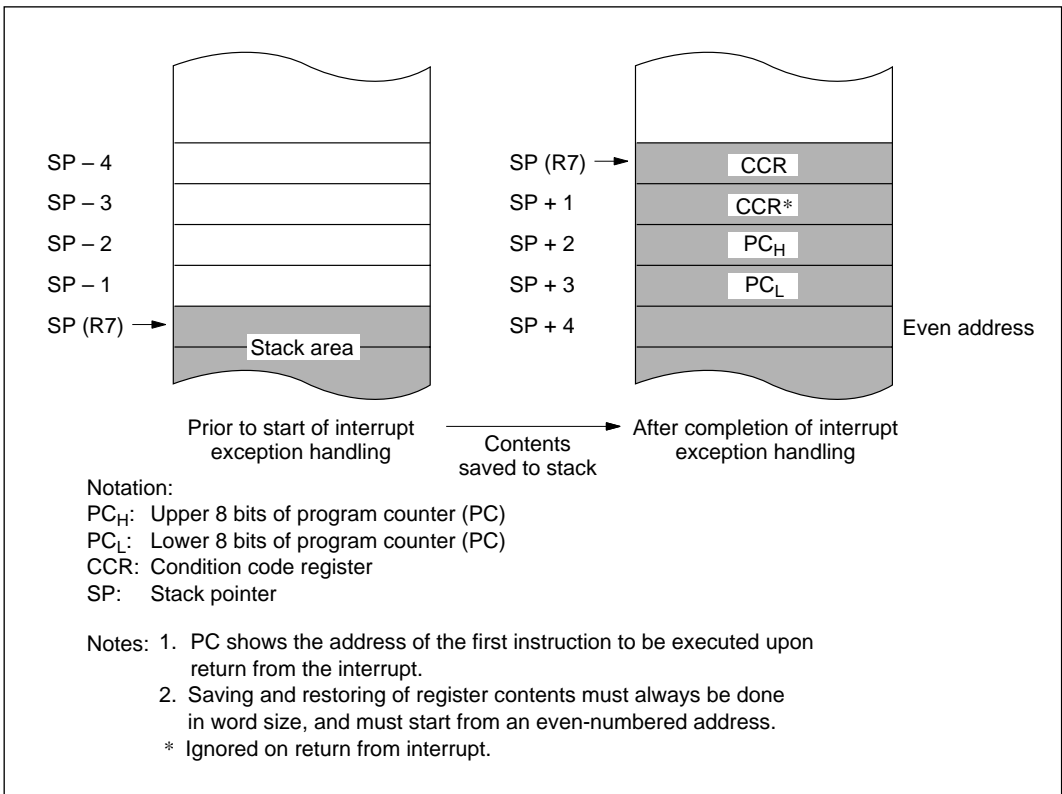 SP – 4
SP – 3
SP – 2
SP – 1
SP (R7)
Stack area
SP (R7)
SP + 1
SP + 2
SP + 3
SP + 4
CCR
CCR*
PCH
PCL
Even address
Prior to start of interrupt
exception handling
Contents
saved to stack
After completion of interrupt
exception handling
Notation:
PCH: Upper 8 bits of program counter (PC)
PCL: Lower 8 bits of program counter (PC)
CCR: Condition code register
SP: Stack pointer
Notes: 1. PC shows the address of the first instruction to be executed upon
return from the interrupt.
2. Saving and restoring of register contents must always be done
in word size, and must start from an even-numbered address.
* Ignored on return from interrupt.